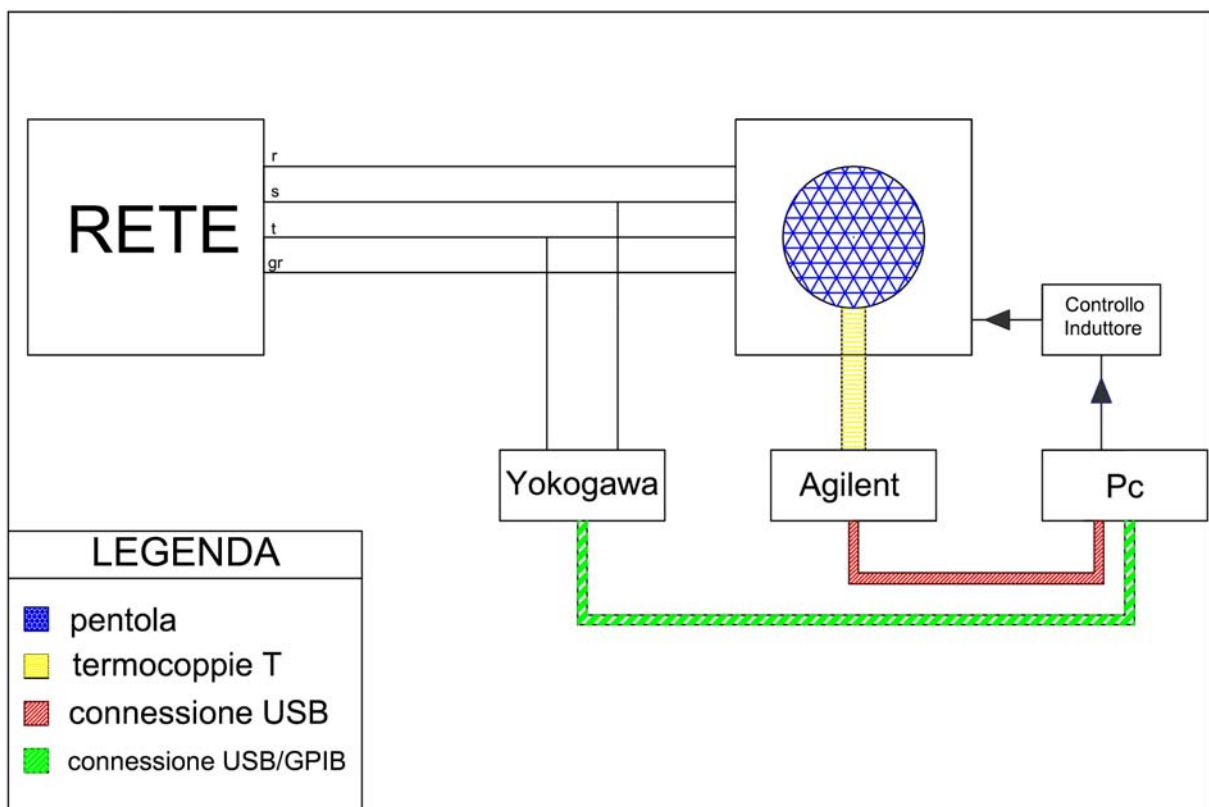 RETE
r
s
t
gr
Controllo
Induttore
Yokogawa
Agilent
Pc
LEGENDA
pentola
termocoppie T
connessione USB
connessione USB/GPIB